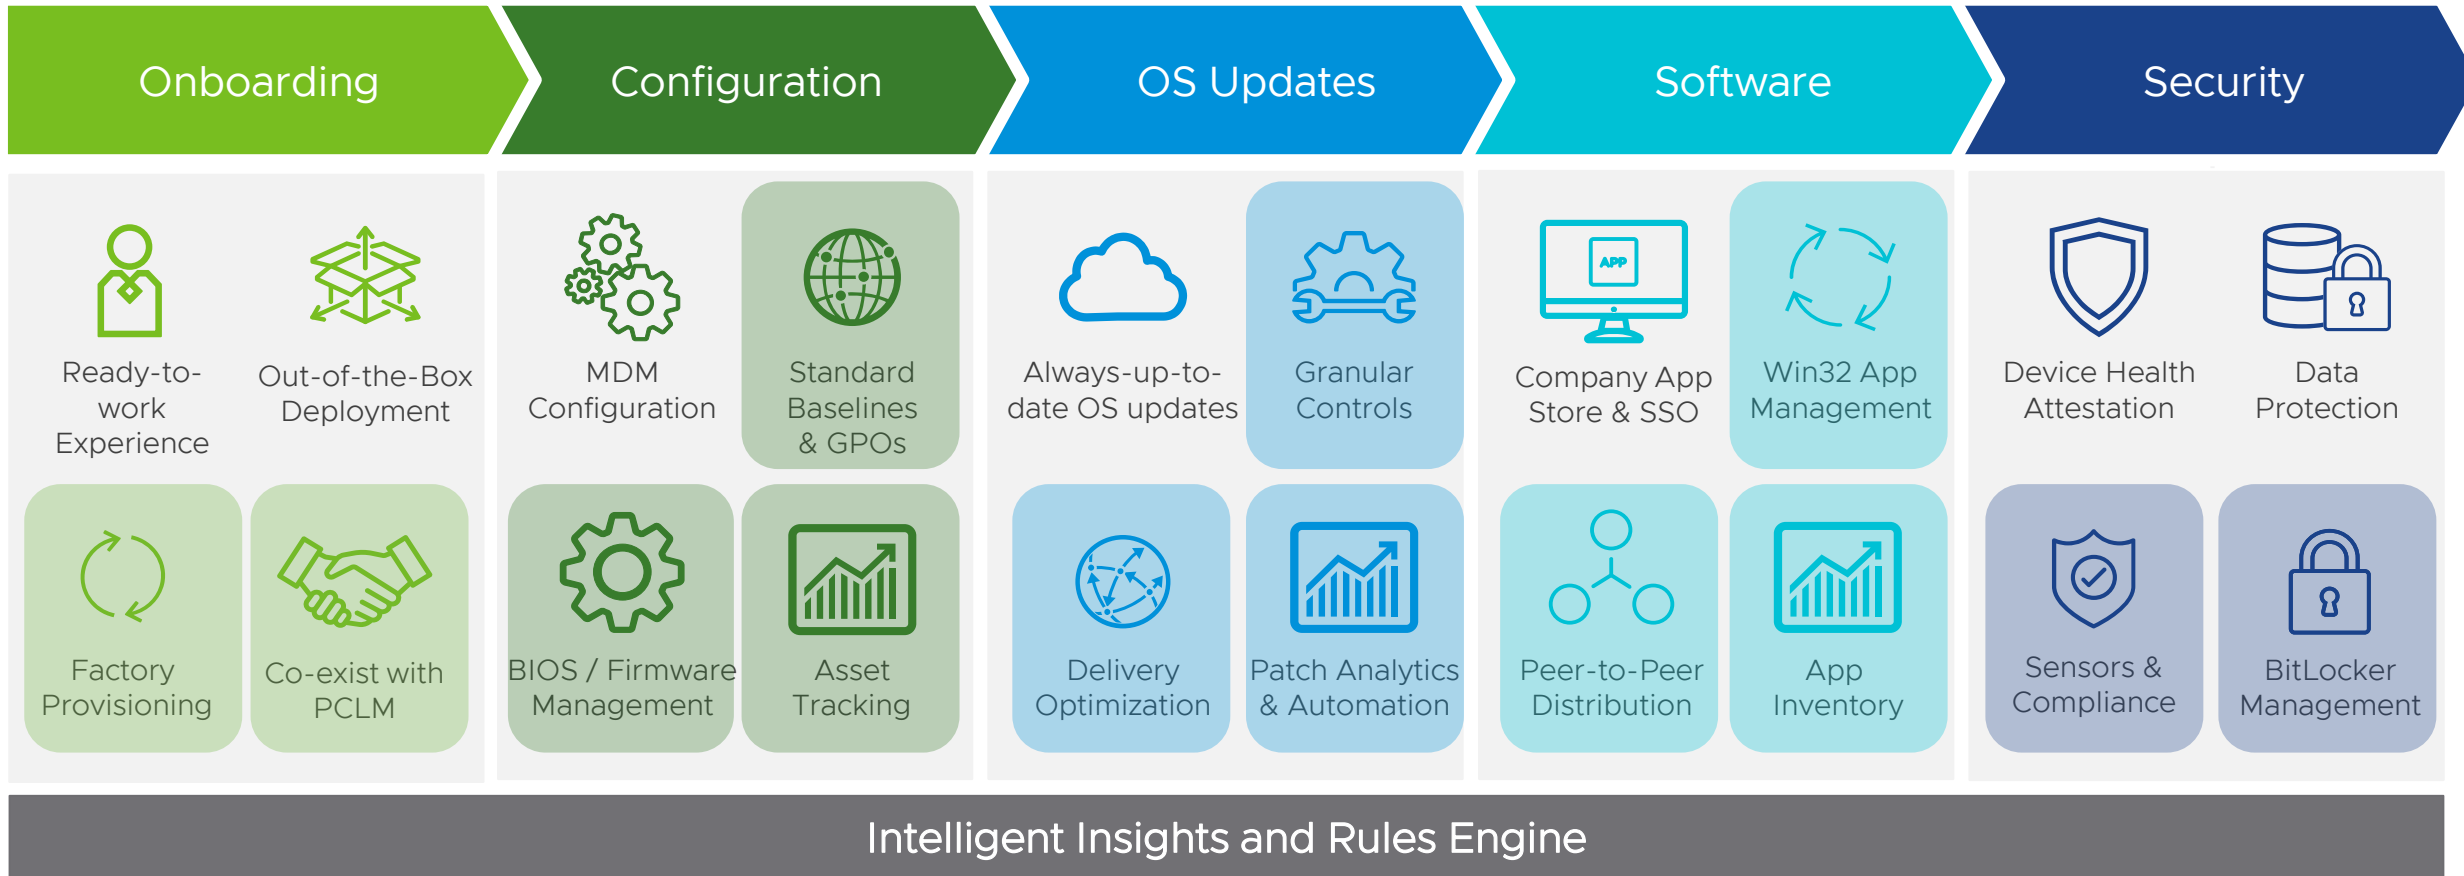 Onboarding
Configuration
OS Updates
Software
Security
Ready-to-
work
Experience
Out-of-the-Box
Deployment
Factory
Provisioning
Co-exist with
PCLM
MDM
Configuration
Standard
Baselines
& GPOs
BIOS / Firmware
Management
Asset
Tracking
Always-up-to-
date OS updates
Granular
Controls
Delivery
Optimization
Patch Analytics
& Automation
APP
Company App
Store & SSO
Win32 App
Management
Peer-to-Peer
Distribution
App
Inventory
Device Health
Attestation
Data
Protection
Sensors &
Compliance
BitLocker
Management
Intelligent Insights and Rules Engine